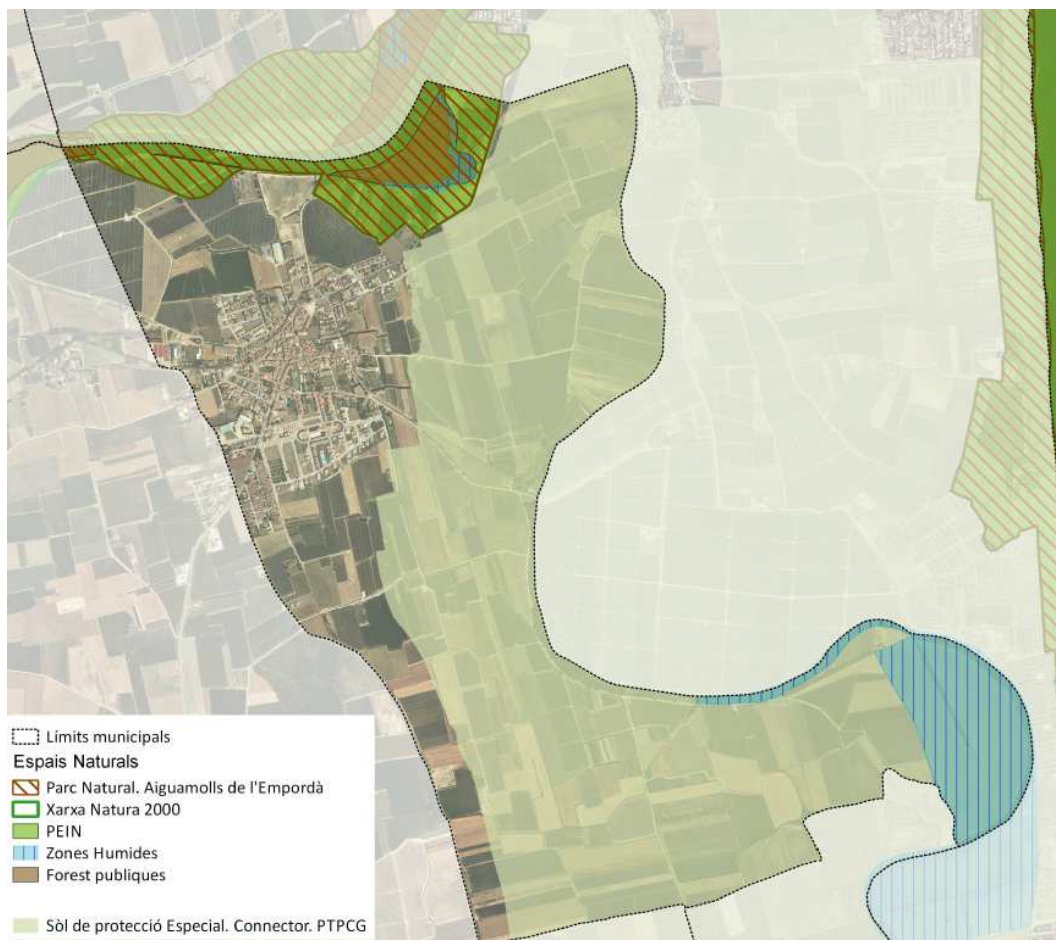 Límits municipals
Espais Naturals
Parc Natural. Aiguamolls de l'Empordà
Xarxa Natura 2000
PEIN
Zones Humides
Forest publiques
Sòl de protecció Especial. Connector. PTPCG